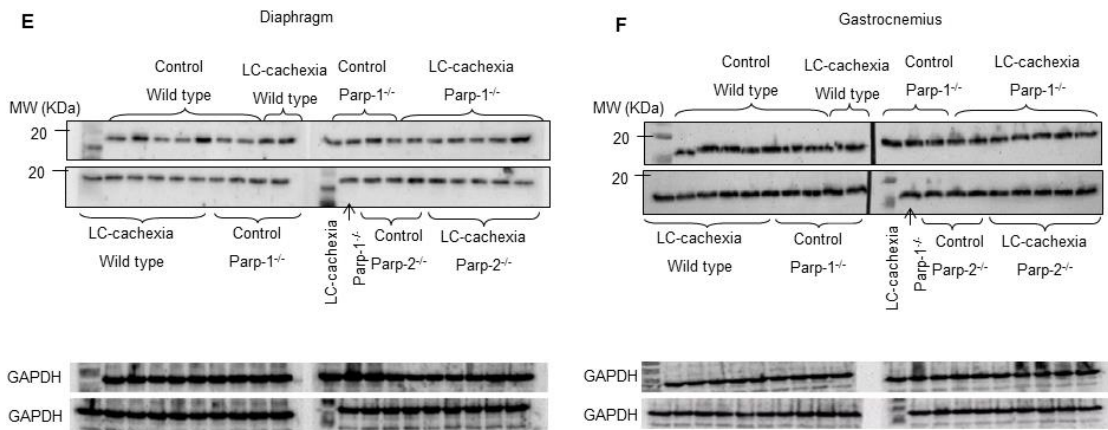 E
Diaphragm
Control
Wild type
LC-cachexia
Wild type
Control
Parp-1-/-
LC-cachexia
Parp-1-/-
MW (KDa)
20
20
LC-cachexia
Wild type
Control
Parp-1-/-
LC-cachexia
Parp-1-/-
Control
Parp-2-/-
LC-cachexia
Parp-2-/-
GAPDH
GAPDH
F
Gastrocnemius
Control
Wild type
LC-cachexia
Wild type
Control
Parp-1-/-
LC-cachexia
Parp-1-/-
MW (KDa)
20
20
LC-cachexia
Wild type
Control
Parp-1-/-
LC-cachexia
Parp-1-/-
Control
Parp-2-/-
LC-cachexia
Parp-2-/-
GAPDH
GAPDH